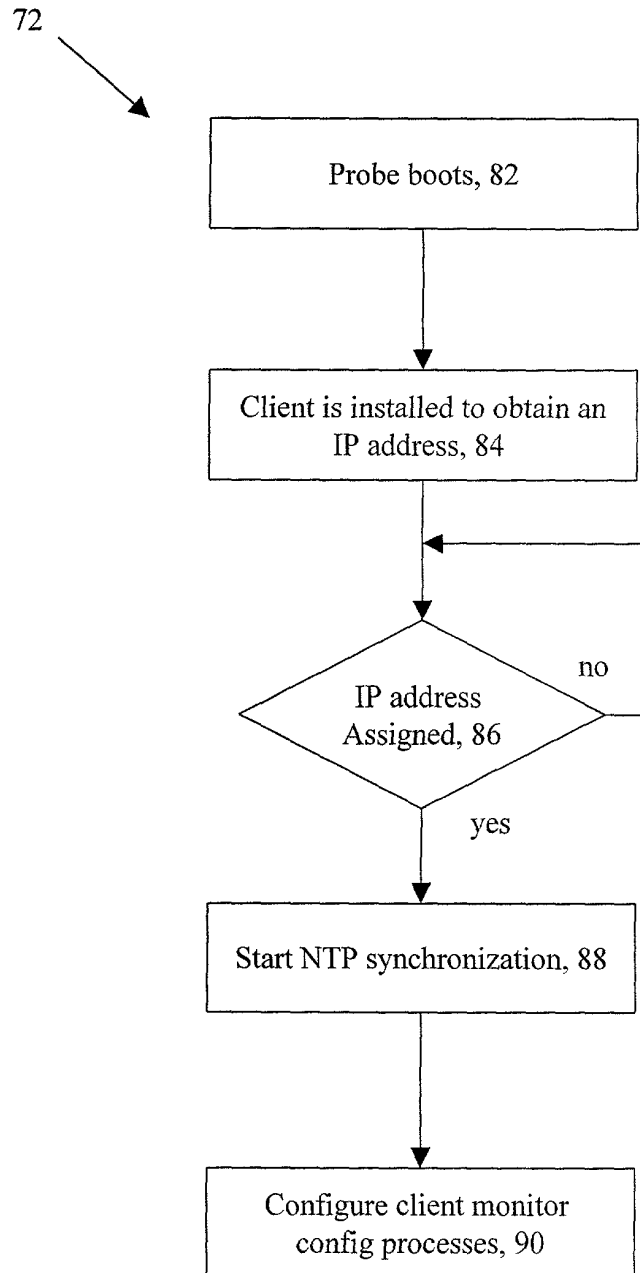 72
Probe boots, 82
Client is installed to obtain an
IP address, 84
no
IP address
Assigned, 86
yes
Start NTP synchronization, 88
Configure client monitor
config processes, 90